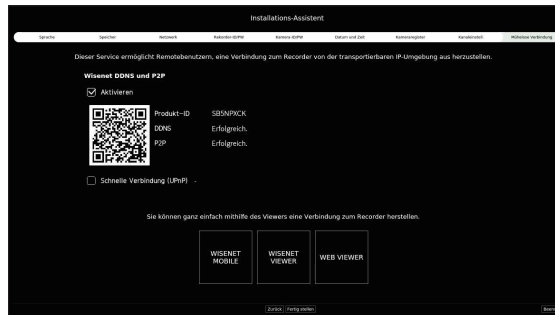 Installations-Assistent
Sprache Speicher Netzwerk Rekorder-ID/PW Kamera-ID/PW Datum und Zeit Kameraregister Kanaleinstell. Mühelose Verbindung
Dieser Service ermöglicht Remotebenutzern, eine Verbindung zum Recorder von der transportierbaren IP-Umgebung aus herzustellen.
Wisenet DDNS und P2P
Aktivieren
Produkt-ID SB5NPXCK
DDNS Erfolgreich.
P2P Erfolgreich.
Schnelle Verbindung (UPnP) -
Sie können ganz einfach mithilfe des Viewers eine Verbindung zum Recorder herstellen.
WISENET MOBILE
WISENET VIEWER
WEB VIEWER
Zurück Fertig stellen